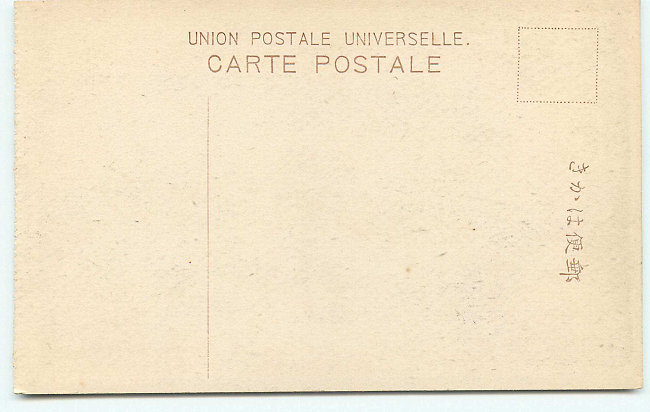 UNION POSTALE UNIVERSELLE.
CARTE POSTALE
きかは便郵